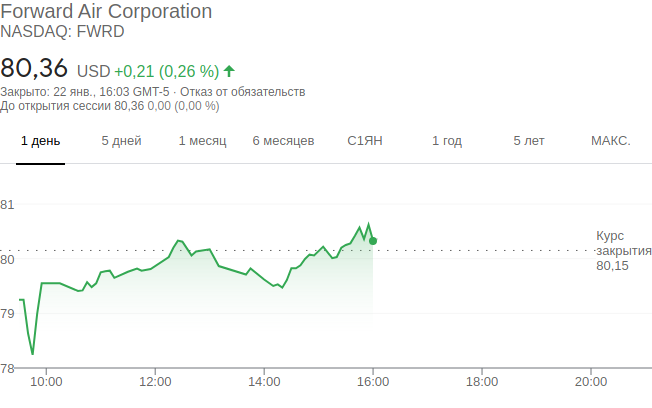 Forward Air Corporation
NASDAQ: FWRD
80,36 USD +0,21 (0,26 %)
Закрыто: 22 янв., 16:03 GMT-5 · Отказ от обязательств
До открытия сессии 80,36 0,00 (0,00 %)
1 день 5 дней 1 месяц 6 месяцев С1ЯН 1 год 5 лет МАКС.
81
Курс
закрытия
80,15
80
79
78
10:00 12:00 14:00 16:00 18:00 20:00